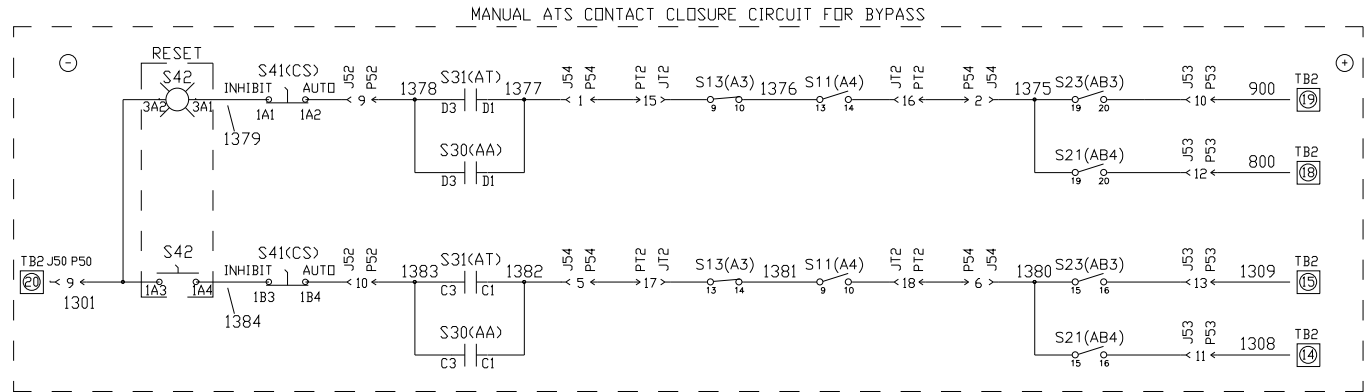 MANUAL ATS CONTACT CLOSURE CIRCUIT FOR BYPASS
- +
RESET
S42
3A2 3A1
INHIBIT S41(CS) AUTO
1A1 1A2
1379
J52 P52
9
1378 S31(AT) 1377
D3 D1
S30(AA)
D3 D1
J54 P54
1
PT2 JT2
15
S13(A3) 1376 S11(A4)
9 10 13 14
JT2 PT2
16
P54 J54
2
1375 S23(AB3)
19 20
J53 P53
10
900 TB2
19
S21(AB4)
19 20
J53 P53
12
800 TB2
18
TB2 J50 P50
20 9
1301
S42
1A3 1A4
INHIBIT S41(CS) AUTO
1B3 1B4
1384
J52 P52
10
1383 S31(AT) 1382
C3 C1
S30(AA)
C3 C1
J54 P54
5
PT2 JT2
17
S13(A3) 1381 S11(A4)
13 14 9 10
JT2 PT2
18
P54 J54
6
1380 S23(AB3)
15 16
J53 P53
13
1309 TB2
15
S21(AB4)
15 16
J53 P53
11
1308 TB2
14